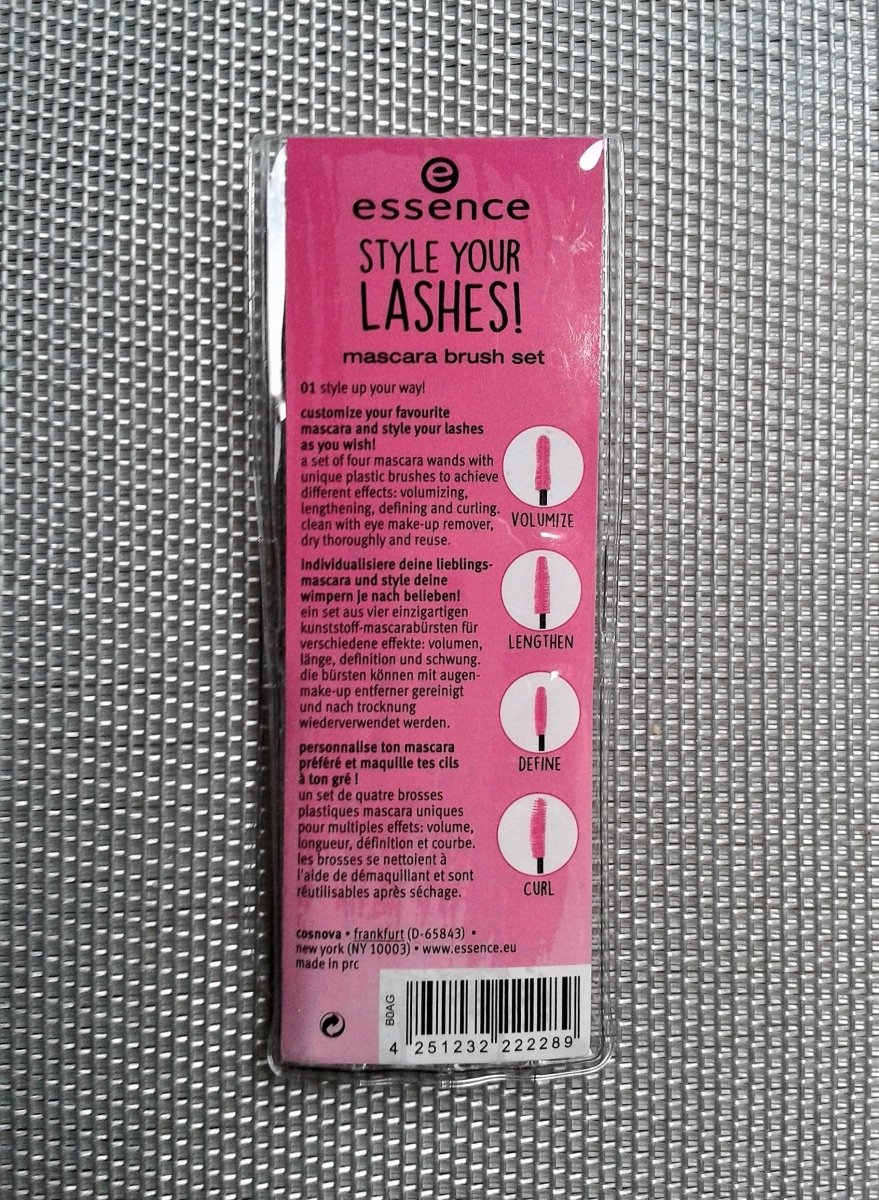 e
essence
STYLE YOUR
LASHES!
mascara brush set
01 style up your way!
customize your favourite
mascara and style your lashes
as you wish!
a set of four mascara wands with
unique plastic brushes to achieve
different effects: volumizing,
lengthening, defining and curling.
clean with eye make-up remover,
dry thoroughly and reuse.
individualisiere deine lieblings-
mascara und style deine
wimpern je nach belieben!
ein set aus vier einzigartigen
kunststoff-mascarabürsten für
verschiedene effekte: volumen,
länge, definition und schwung.
die bürsten können mit augen-
make-up entferner gereinigt
und nach trocknung
wiederverwendet werden.
personnalise ton mascara
préféré et maquille tes cils
à ton gré !
un set de quatre brosses
plastiques mascara uniques
pour multiples effets: volume,
longueur, définition et courbe.
les brosses se nettoient à
l'aide de démaquillant et sont
réutilisables après séchage.
VOLUMIZE
LENGTHEN
DEFINE
CURL
cosnova • frankfurt (D-65843) •
new york (NY 10003) • www.essence.eu
made in prc
B0AG
4 251232 222289